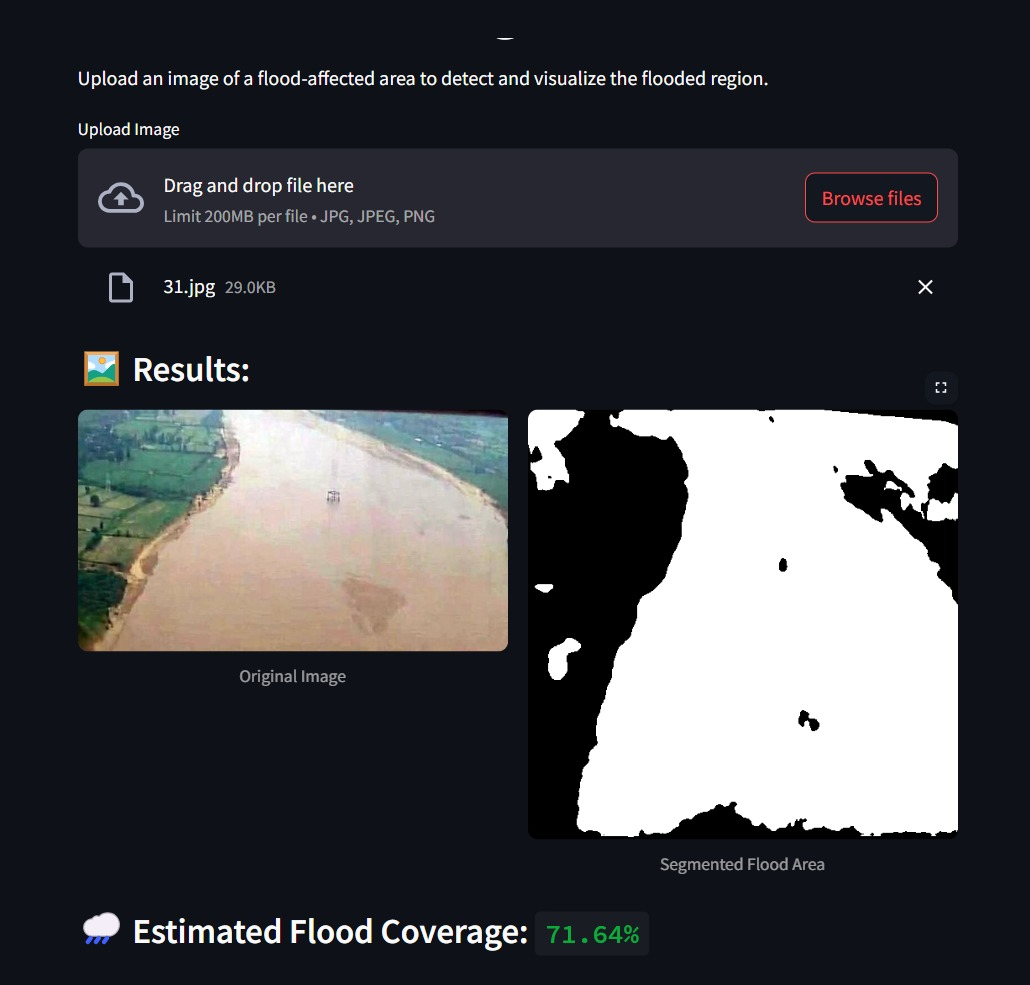 Upload an image of a flood-affected area to detect and visualize the flooded region.
Upload Image
Drag and drop file here
Limit 200MB per file • JPG, JPEG, PNG
Browse files
31.jpg 29.0KB
Results:
Original Image
Segmented Flood Area
Estimated Flood Coverage: 71.64%